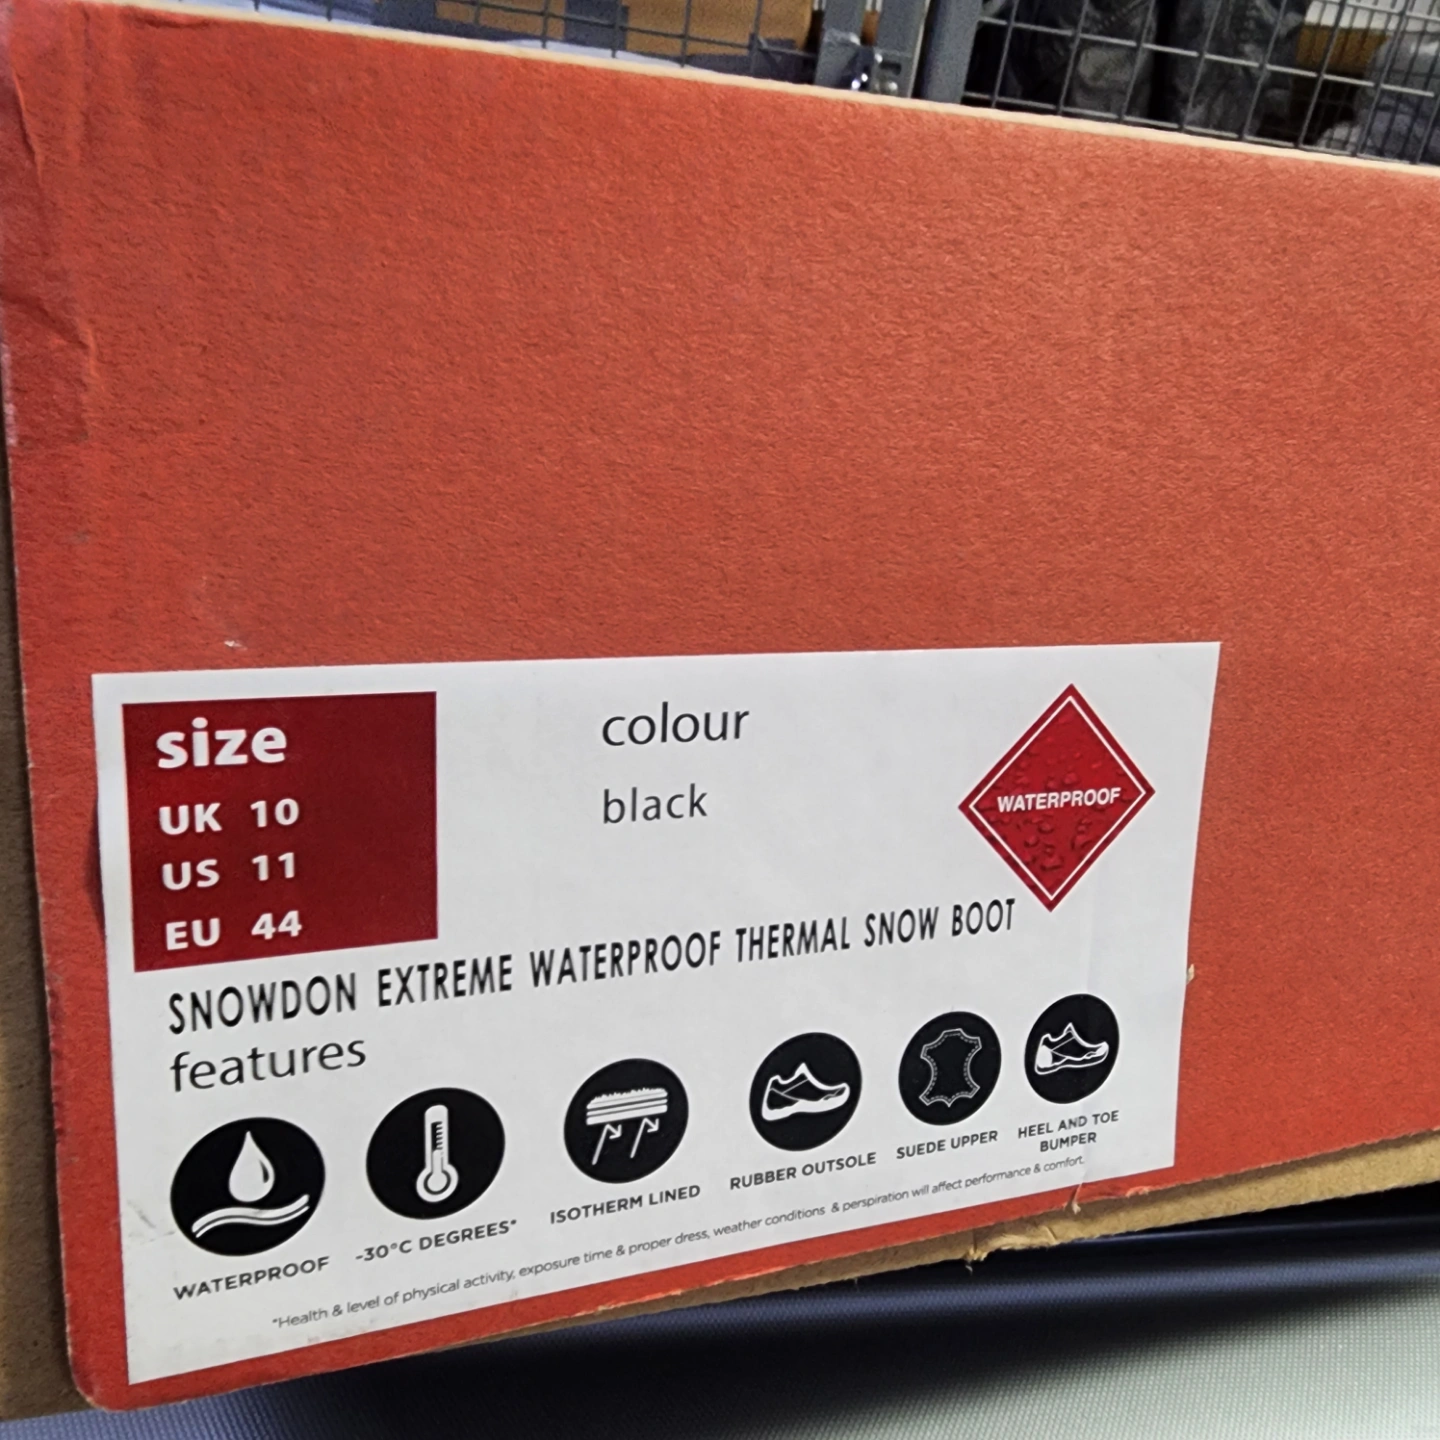 size
UK 10
US 11
EU 44
colour
black
WATERPROOF
SNOWDON EXTREME WATERPROOF THERMAL SNOW BOOT
features
WATERPROOF
-30°C DEGREES*
ISOTHERM LINED
RUBBER OUTSOLE
SUEDE UPPER
HEEL AND TOE
BUMPER
*Health & level of physical activity, exposure time & proper dress, weather conditions & perspiration will affect performance & comfort.